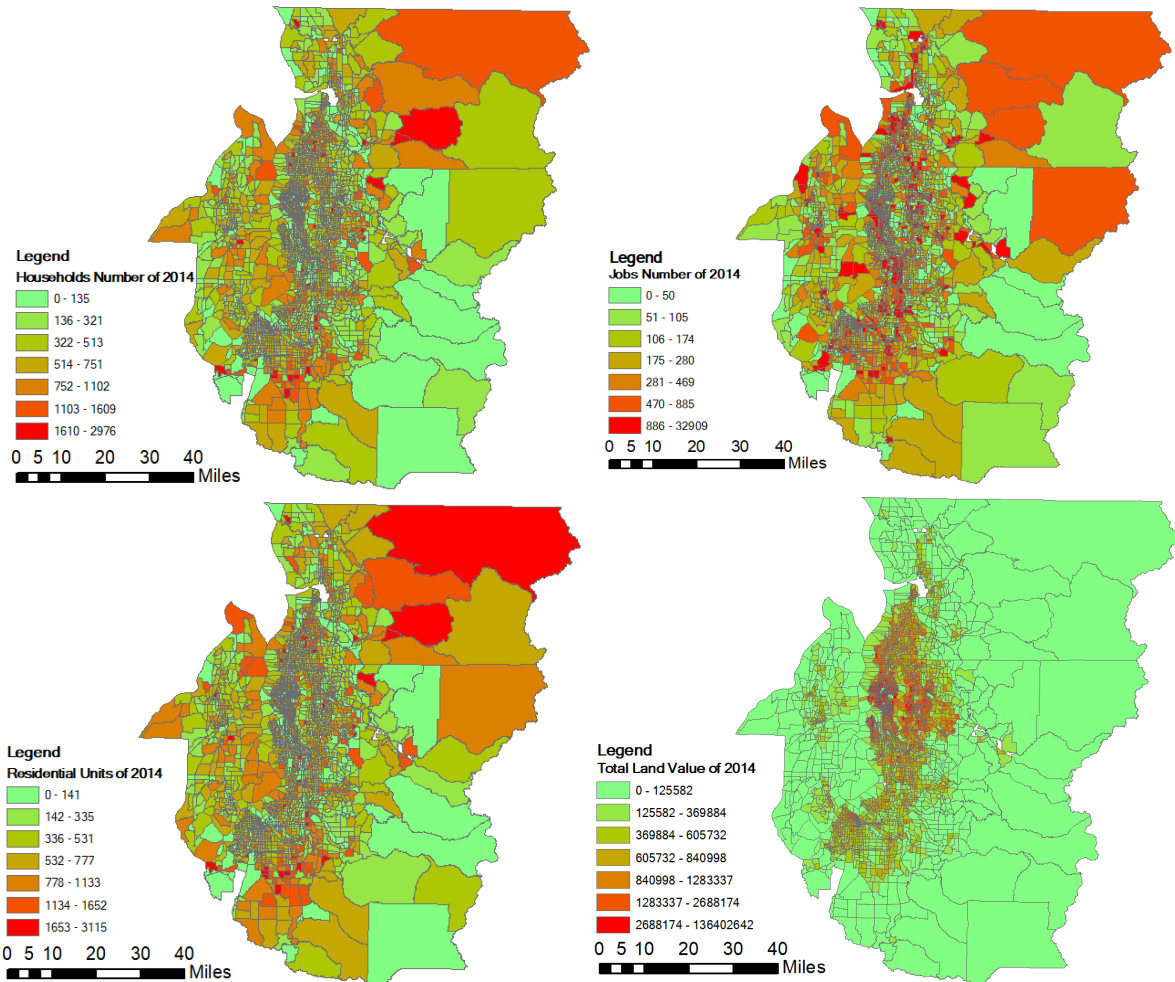 Legend
Households Number of 2014
0 - 135
136 - 321
322 - 513
514 - 751
752 - 1102
1103 - 1609
1610 - 2976
0 5 10 20 30 40
Miles
Legend
Jobs Number of 2014
0 - 50
51 - 105
106 - 174
175 - 280
281 - 469
470 - 885
886 - 32909
0 5 10 20 30 40
Miles
Legend
Residential Units of 2014
0 - 141
142 - 335
336 - 531
532 - 777
778 - 1133
1134 - 1652
1653 - 3115
0 5 10 20 30 40
Miles
Legend
Total Land Value of 2014
0 - 125582
125582 - 369884
369884 - 605732
605732 - 840998
840998 - 1283337
1283337 - 2688174
2688174 - 136402642
0 5 10 20 30 40
Miles